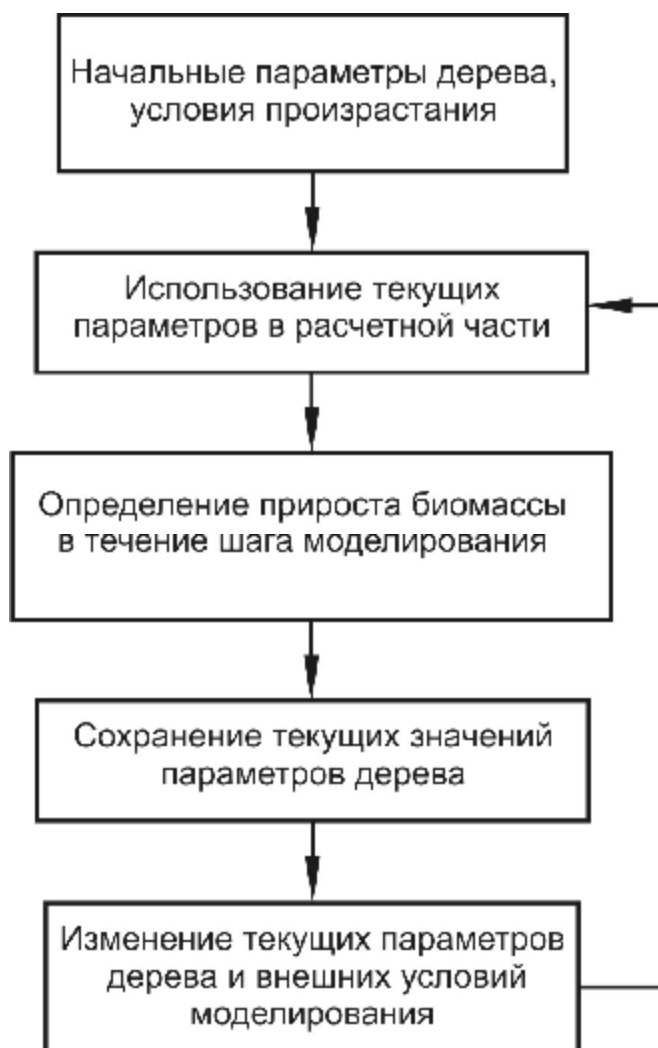 Начальные параметры дерева,
условия произрастания
Использование текущих
параметров в расчетной части
Определение прироста биомассы
в течение шага моделирования
Сохранение текущих значений
параметров дерева
Изменение текущих параметров
дерева и внешних условий
моделирования